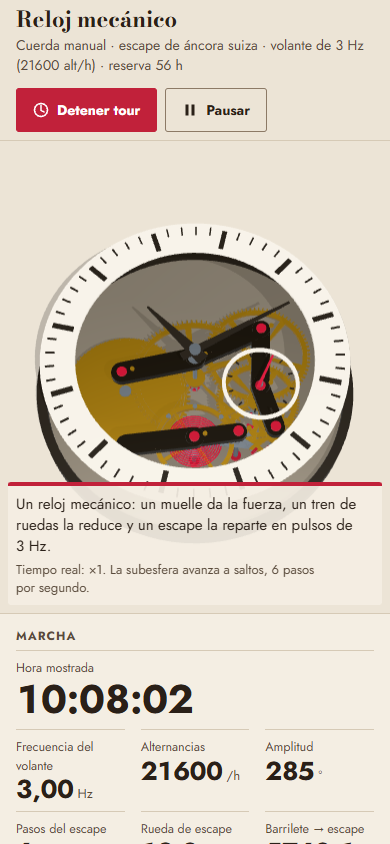 Reloj mecánico
Cuerda manual · escape de áncora suiza · volante de 3 Hz
(21600 alt/h) · reserva 56 h
Detener tour
Pausar
Un reloj mecánico: un muelle da la fuerza, un tren de
ruedas la reduce y un escape la reparte en pulsos de
3 Hz.
Tiempo real: ×1. La subesfera avanza a saltos, 6 pasos
por segundo.
MARCHA
Hora mostrada
10:08:02
Frecuencia del
volante
3,00 Hz
Alternancias
21600 /h
Amplitud
285 °
Pasos del escape
Rueda de escape
Barrilete → escape